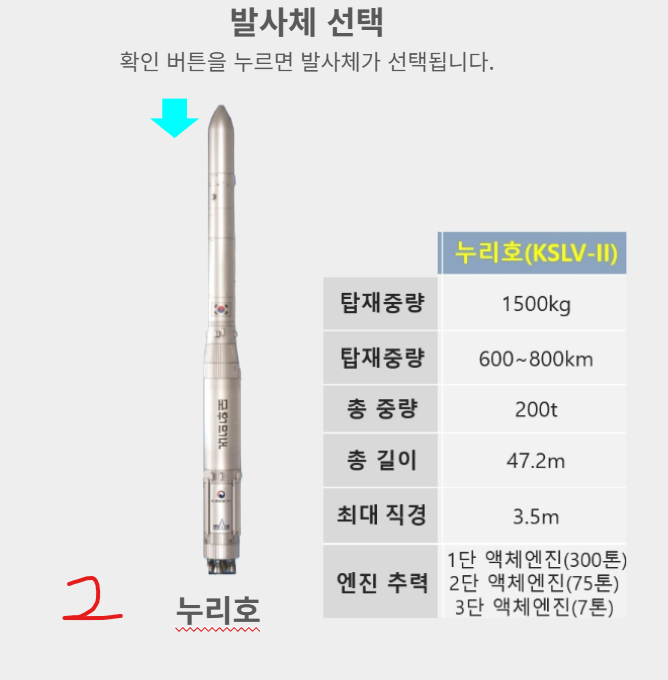 발사체 선택
확인 버튼을 누르면 발사체가 선택됩니다.
누리호(KSLV-II)
탑재중량 1500kg
탑재중량 600~800km
총 중량 200t
총 길이 47.2m
최대 직경 3.5m
엔진 추력 1단 액체엔진(300톤)
2단 액체엔진(75톤)
3단 액체엔진(7톤)
2
누리호